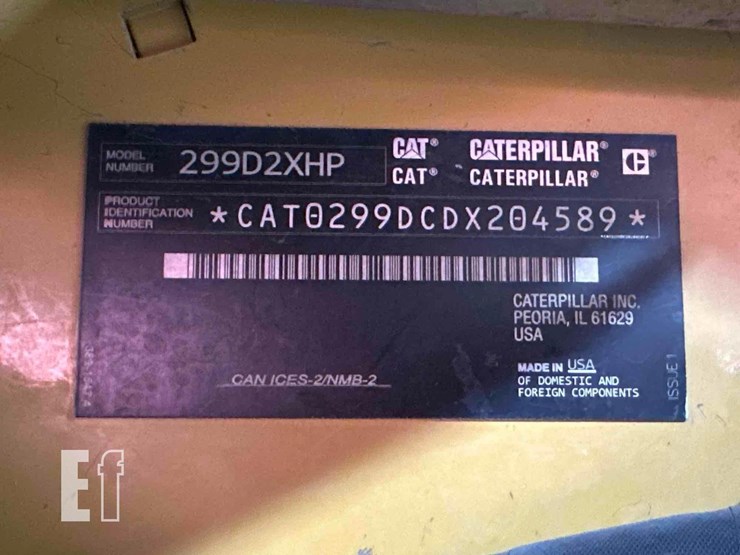 MODEL NUMBER 299D2XHP
CAT® CATERPILLAR® C®
CAT® CATERPILLAR®
PRODUCT IDENTIFICATION NUMBER *CAT0299DCDX204589*
CATERPILLAR INC.
PEORIA, IL 61629
USA
MADE IN USA
OF DOMESTIC AND
FOREIGN COMPONENTS
CAN ICES-2/NMB-2
ISSUE 1
Ef